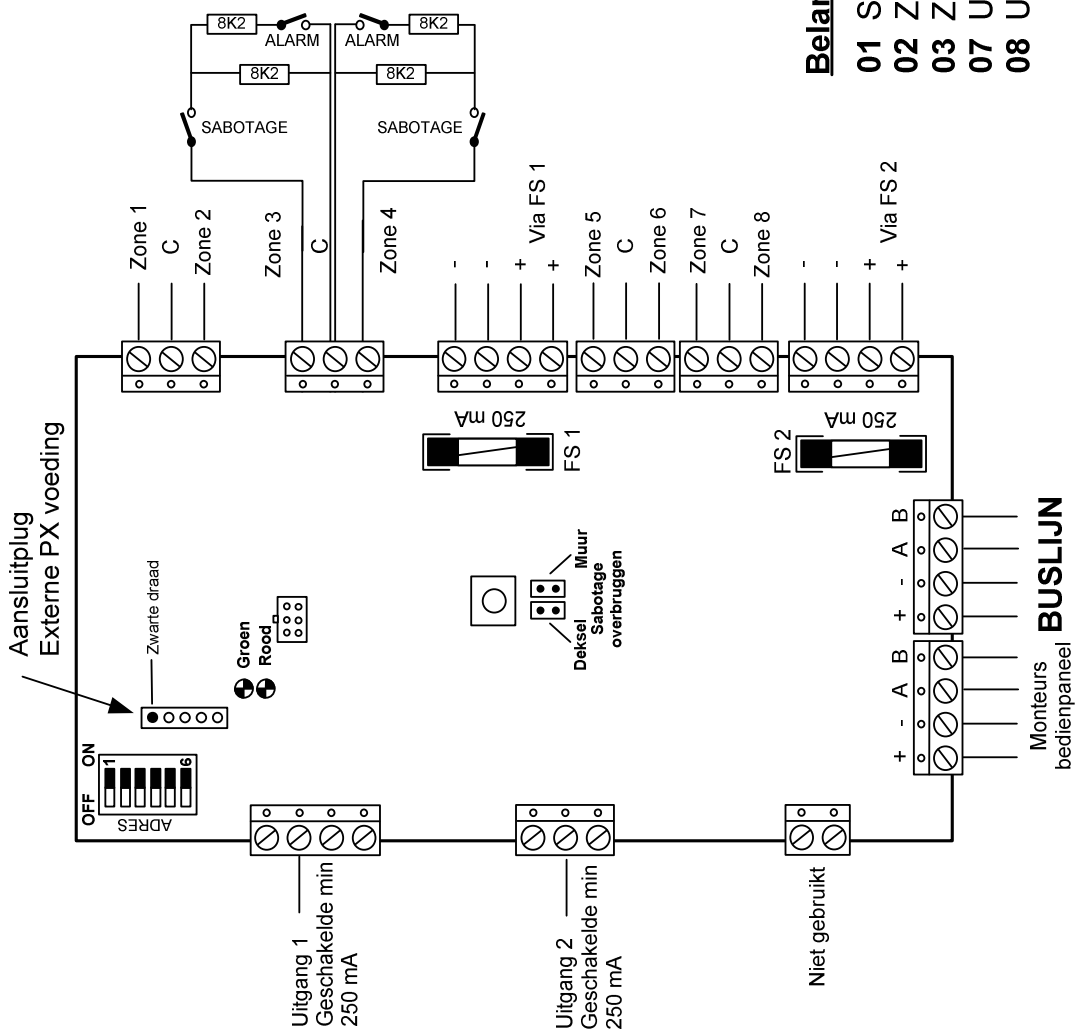 Aansluitplug
Externe PX voeding
Zwarte draad
OFF
ON
1
6
ADRES
Groen
Rood
8K2
ALARM
8K2
SABOTAGE
ALARM
8K2
8K2
SABOTAGE
Zone 1
C
Zone 2
Zone 3
C
Zone 4
-
-
+
+
Via FS 1
Zone 5
C
Zone 6
Zone 7
C
Zone 8
-
-
+
+
Via FS 2
250 mA
FS 1
250 mA
FS 2
Muur
Deksel
Sabotage
overbruggen
Uitgang 1
Geschakelde min
250 mA
Uitgang 2
Geschakelde min
250 mA
Niet gebruikt
+ - A B
+ - A B
Monteurs
bedienpaneel
BUSLIJN
Belan
01 S
02 Z
03 Z
07 U
08 U